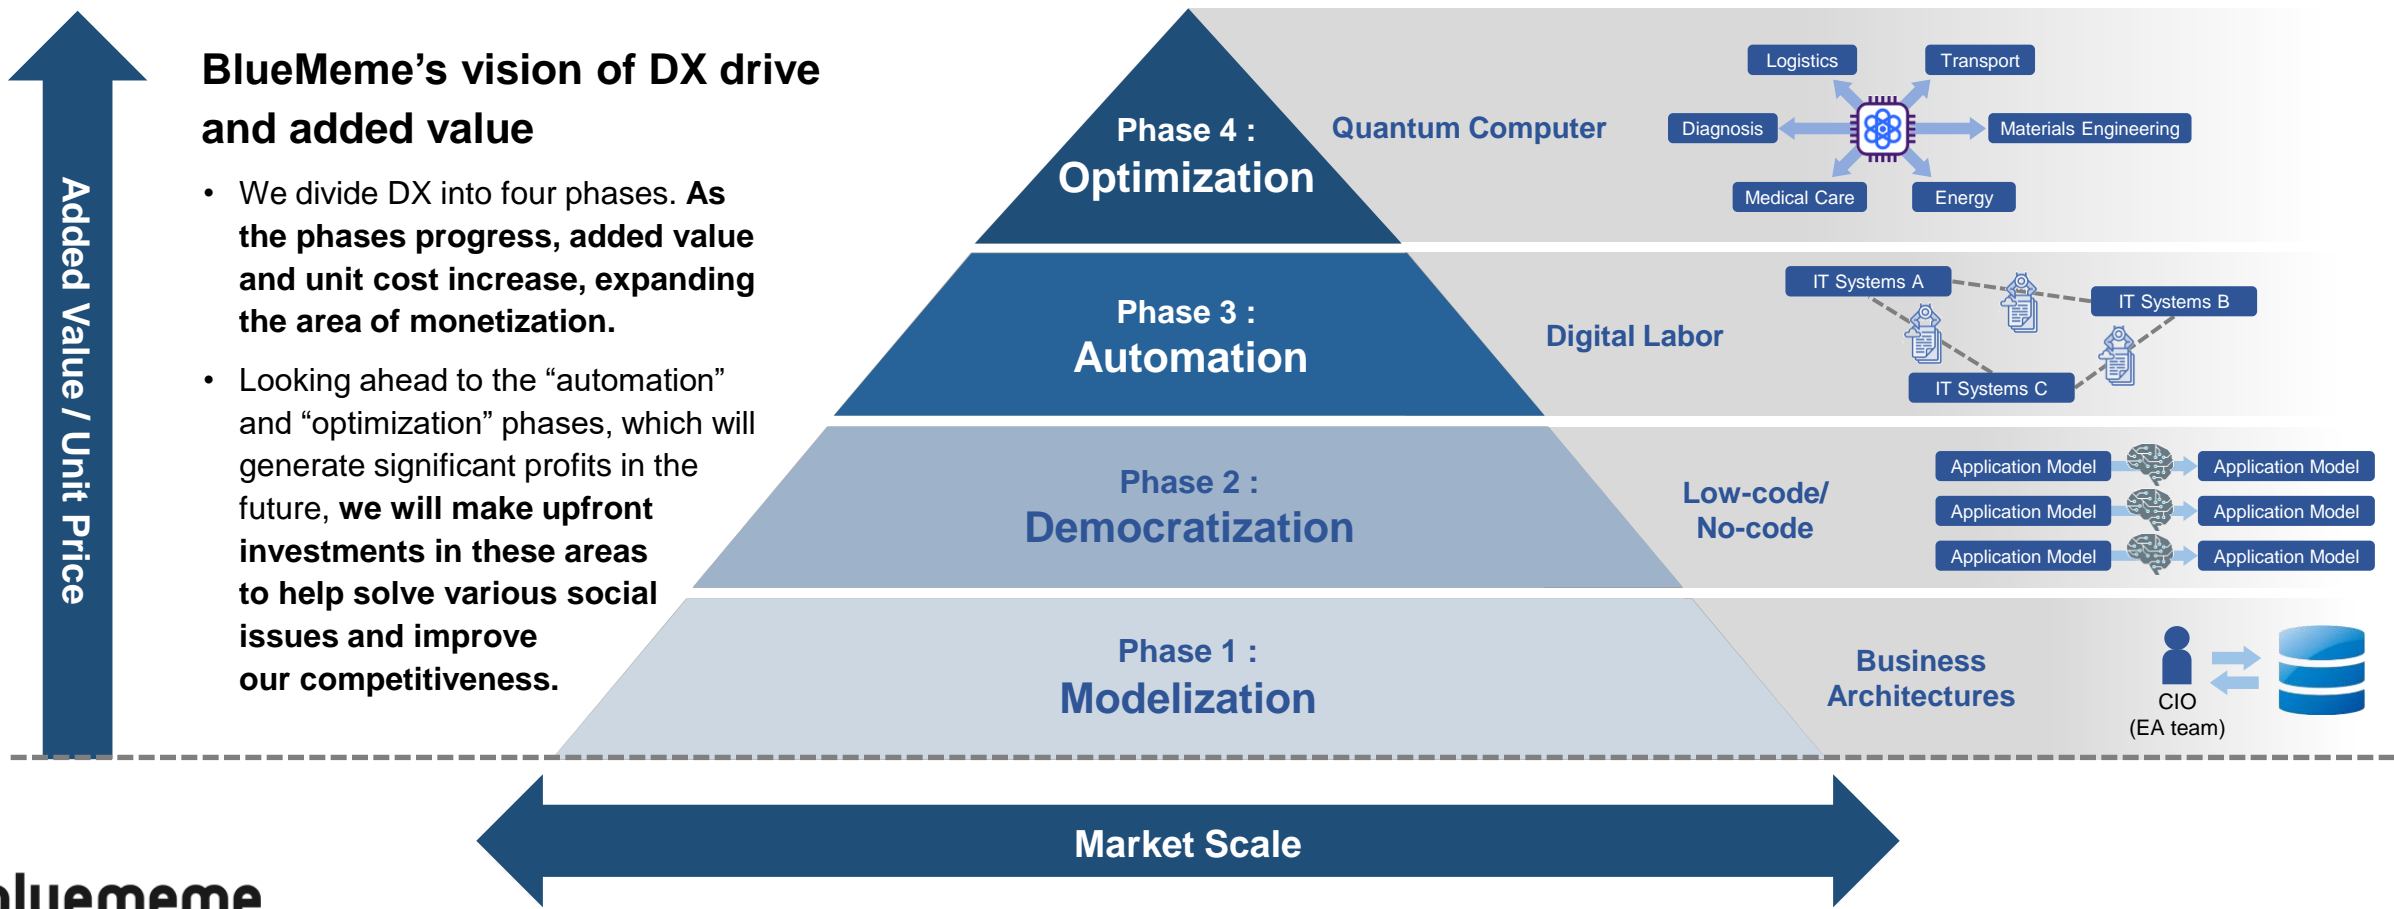 BlueMeme’s vision of DX drive
and added value
• We divide DX into four phases. As
the phases progress, added value
and unit cost increase, expanding
the area of monetization.
• Looking ahead to the “automation”
and “optimization” phases, which will
generate significant profits in the
future, we will make upfront
investments in these areas
to help solve various social
issues and improve
our competitiveness.
Added Value / Unit Price
Phase 4 :
Optimization
Quantum Computer
Logistics
Transport
Diagnosis
Materials Engineering
Medical Care
Energy
Phase 3 :
Automation
Digital Labor
IT Systems A
IT Systems B
IT Systems C
Phase 2 :
Democratization
Low-code/
No-code
Application Model
Application Model
Application Model
Application Model
Application Model
Application Model
Phase 1 :
Modelization
Business
Architectures
CIO
(EA team)
Market Scale
bluememe